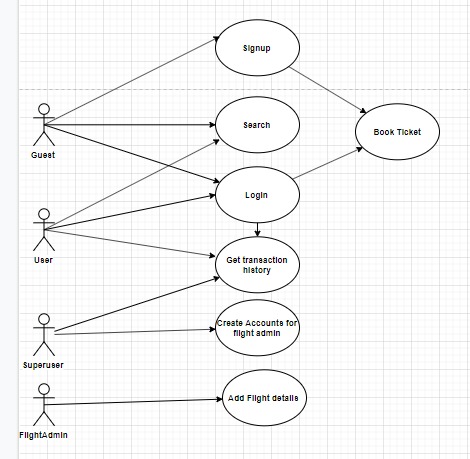 Signup
Search
Book Ticket
Guest
Login
User
Get transaction
history
Create Accounts for
flight admin
Superuser
Add Flight details
FlightAdmin